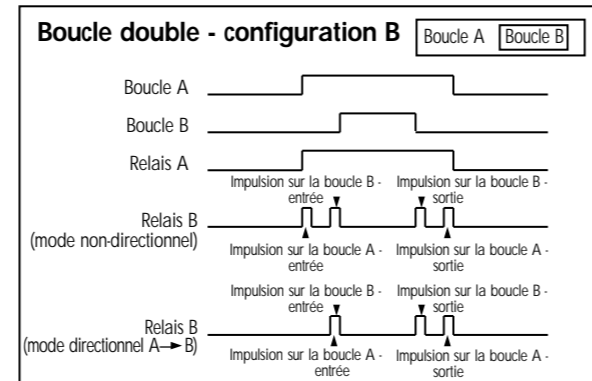 Boucle double - configuration B
Boucle A Boucle B
Boucle A
Boucle B
Relais A
Impulsion sur la boucle B -
entrée
Impulsion sur la boucle B -
sortie
Relais B
(mode non-directionnel)
Impulsion sur la boucle A -
entrée
Impulsion sur la boucle A -
sortie
Impulsion sur la boucle B -
entrée
Impulsion sur la boucle B -
sortie
Relais B
(mode directionnel A→B)
Impulsion sur la boucle A -
entrée
Impulsion sur la boucle A -
sortie